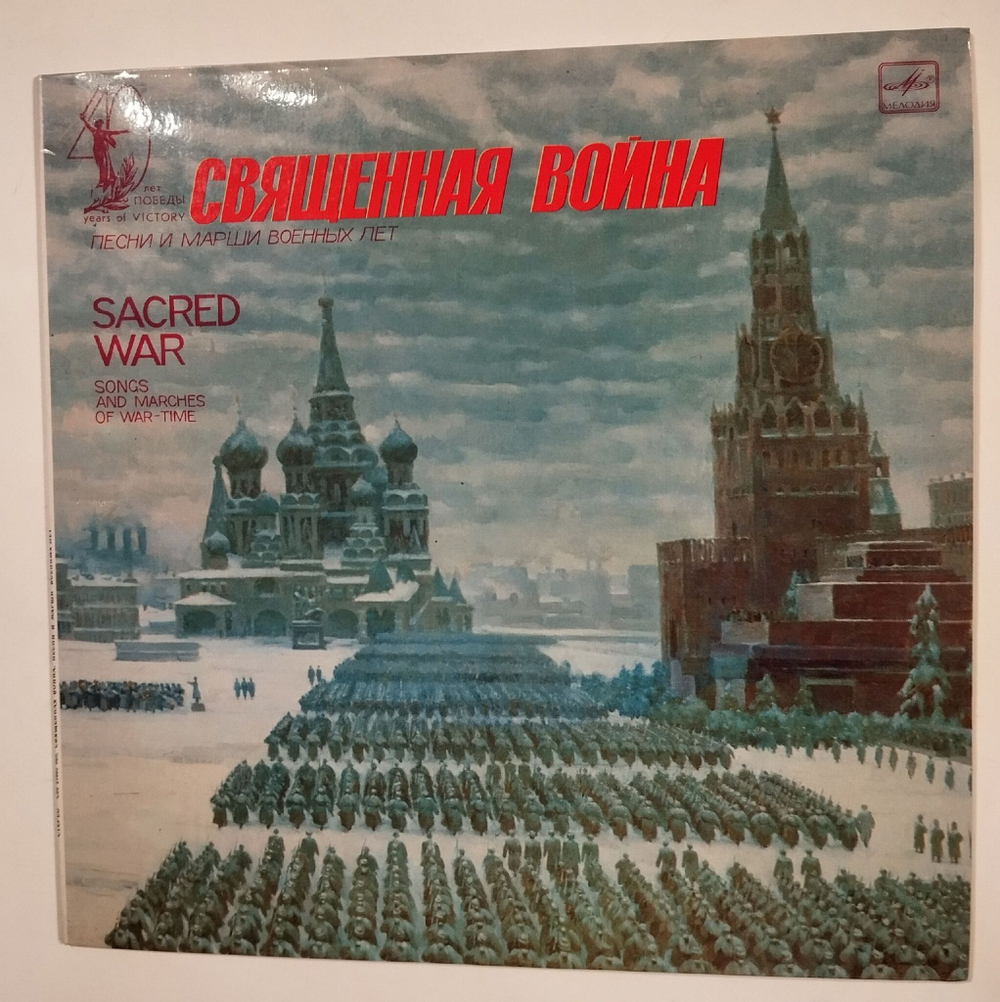 40
лет
ПОБЕДЫ
years of VICTORY
МЕЛОДИЯ
СВЯЩЕННАЯ ВОЙНА
ПЕСНИ И МАРШИ ВОЕННЫХ ЛЕТ
SACRED
WAR
SONGS
AND MARCHES
OF WAR-TIME